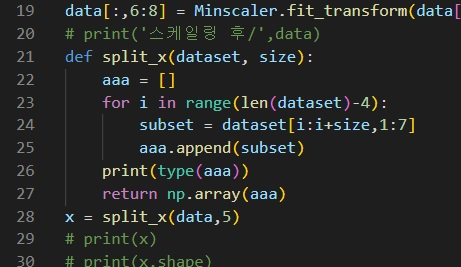 19 data[:,6:8] = Minscaler.fit_transform(data[
20 # print('스케일링 후/',data)
21 def split_x(dataset, size):
22 aaa = []
23 for i in range(len(dataset)-4):
24 subset = dataset[i:i+size,1:7]
25 aaa.append(subset)
26 print(type(aaa))
27 return np.array(aaa)
28 x = split_x(data,5)
29 # print(x)
30 # print(x.shape)